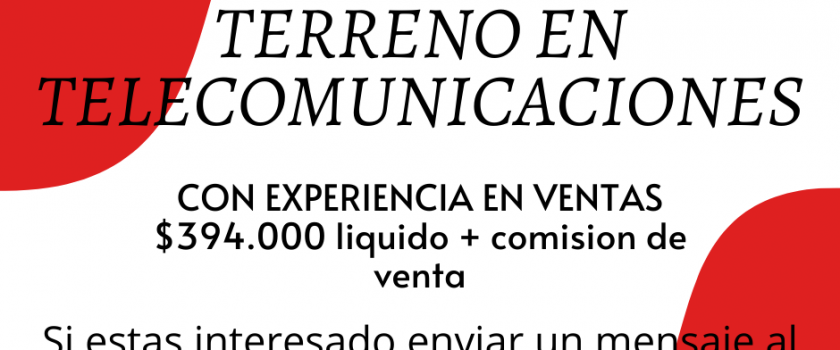 TERRENO EN
TELECOMUNICACIONES
CON EXPERIENCIA EN VENTAS
$394.000 liquido + comision de
venta
Si estas interesado enviar un mensaje al